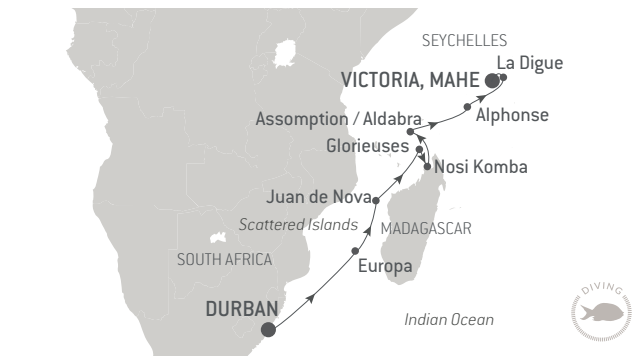 SEYCHELLES
La Digue
VICTORIA, MAHE
Alphonse
Assomption / Aldabra
Glorieuses
Nosi Komba
Juan de Nova
Scattered Islands
MADAGASCAR
SOUTH AFRICA
Europa
DURBAN
Indian Ocean
DIVING